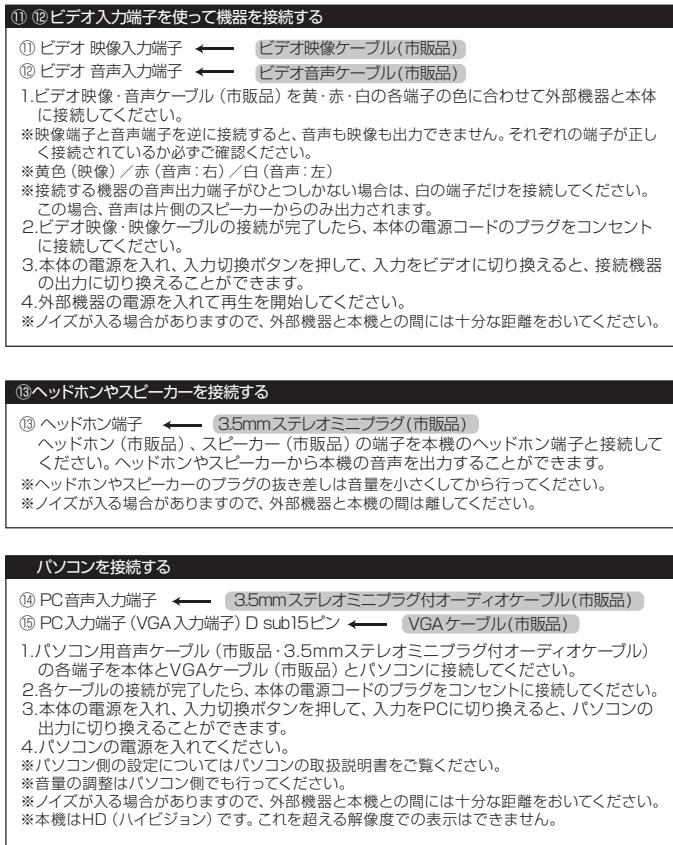 ⑪ ⑫ビデオ入力端子を使って機器を接続する
⑪ ビデオ 映像入力端子 ← ビデオ映像ケーブル(市販品)
⑫ ビデオ 音声入力端子 ← ビデオ音声ケーブル(市販品)
1.ビデオ映像・音声ケーブル(市販品)を黄・赤・白の各端子の色に合わせて外部機器と本体
に接続してください。
※映像端子と音声端子を逆に接続すると、音声も映像も出力できません。それぞれの端子が正し
く接続されているか必ずご確認ください。
※黄色(映像)/赤(音声:右)/白(音声:左)
※接続する機器の音声出力端子がひとつしかない場合は、白の端子だけを接続してください。
この場合、音声は片側のスピーカーからのみ出力されます。
2.ビデオ映像・映像ケーブルの接続が完了したら、本体の電源コードのプラグをコンセント
に接続してください。
3.本体の電源を入れ、入力切換ボタンを押して、入力をビデオに切り換えると、接続機器
の出力に切り換えることができます。
4.外部機器の電源を入れて再生を開始してください。
※ノイズが入る場合がありますので、外部機器と本機との間には十分な距離をおいてください。
⑬ヘッドホンやスピーカーを接続する
⑬ ヘッドホン端子 ← 3.5mmステレオミニプラグ(市販品)
ヘッドホン(市販品)、スピーカー(市販品)の端子を本機のヘッドホン端子と接続して
ください。ヘッドホンやスピーカーから本機の音声を出力することができます。
※ヘッドホンやスピーカーのプラグの抜き差しは音量を小さくしてから行ってください。
※ノイズが入る場合がありますので、外部機器と本機の間は離してください。
パソコンを接続する
⑭ PC音声入力端子 ← 3.5mmステレオミニプラグ付オーディオケーブル(市販品)
⑮ PC入力端子(VGA入力端子)D sub15ピン ← VGAケーブル(市販品)
1.パソコン用音声ケーブル(市販品・3.5mmステレオミニプラグ付オーディオケーブル)
の各端子を本体とVGAケーブル(市販品)とパソコンに接続してください。
2.各ケーブルの接続が完了したら、本体の電源コードのプラグをコンセントに接続してください。
3.本体の電源を入れ、入力切換ボタンを押して、入力をPCに切り換えると、パソコンの
出力に切り換えることができます。
4.パソコンの電源を入れてください。
※パソコン側の設定についてはパソコンの取扱説明書をご覧ください。
※音量の調整はパソコン側でも行ってください。
※ノイズが入る場合がありますので、外部機器と本機との間には十分な距離をおいてください。
※本機はHD(ハイビジョン)です。これを超える解像度での表示はできません。